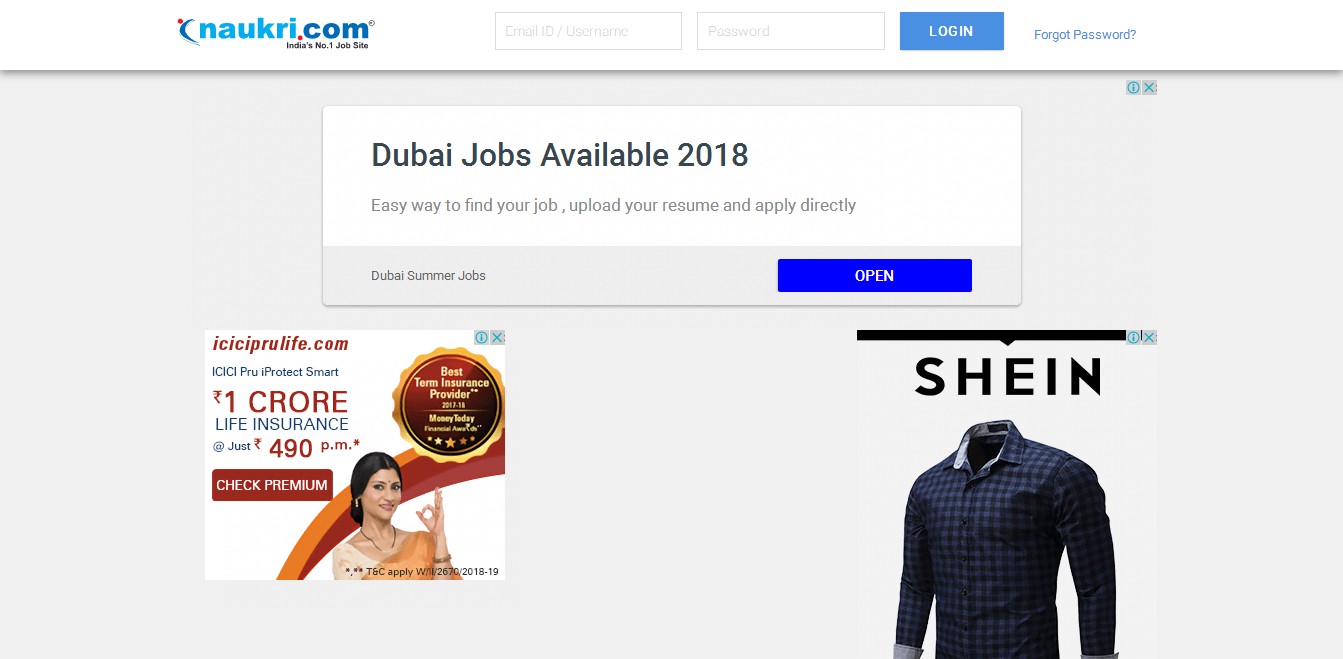 naukri.com
India's No.1 Job Site
Email ID / Username
Password
LOGIN
Forgot Password?
Dubai Jobs Available 2018
Easy way to find your job , upload your resume and apply directly
Dubai Summer Jobs
OPEN
iciciprulife.com
ICICI Pru iProtect Smart
₹1 CRORE
LIFE INSURANCE
@ Just ₹ 490 p.m.*
CHECK PREMIUM
Best
Term Insurance
Provider**
2017-18
MoneyToday
Financial Awards**
*,** T&C apply W/II/2670/2018-19
SHEIN